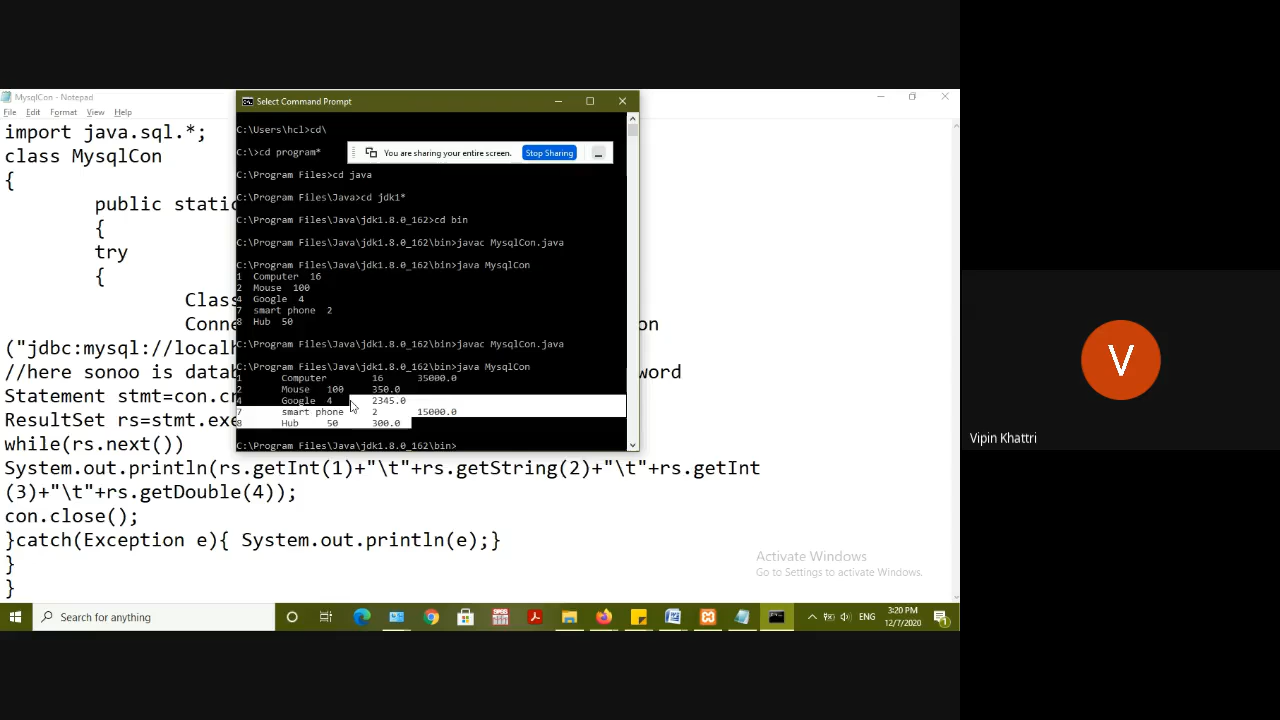 MysqlCon - Notepad
File Edit Format View Help
import java.sql.*;
class MysqlCon
{
public static
{
try
{
Class
Conne on
("jdbc:mysql://localh
//here sonoo is datab word
Statement stmt=con.cr
ResultSet rs=stmt.exe
while(rs.next())
System.out.println(rs.getInt(1)+"\t"+rs.getString(2)+"\t"+rs.getInt
(3)+"\t"+rs.getDouble(4));
con.close();
}catch(Exception e){ System.out.println(e);}
}
}
Select Command Prompt
C:\Users\hcl>cd\
C:\>cd program*
You are sharing your entire screen. Stop Sharing
C:\Program Files>cd java
C:\Program Files\Java>cd jdk1*
C:\Program Files\Java\jdk1.8.0_162>cd bin
C:\Program Files\Java\jdk1.8.0_162\bin>javac MysqlCon.java
C:\Program Files\Java\jdk1.8.0_162\bin>java MysqlCon
1 Computer 16
2 Mouse 100
4 Google 4
7 smart phone 2
8 Hub 50
C:\Program Files\Java\jdk1.8.0_162\bin>javac MysqlCon.java
C:\Program Files\Java\jdk1.8.0_162\bin>java MysqlCon
1 Computer 16 35000.0
2 Mouse 100 350.0
4 Google 4 2345.0
7 smart phone 2 15000.0
8 Hub 50 300.0
C:\Program Files\Java\jdk1.8.0_162\bin>
Activate Windows
Go to Settings to activate Windows.
Search for anything
ENG
3:20 PM
12/7/2020
1
V
Vipin Khattri